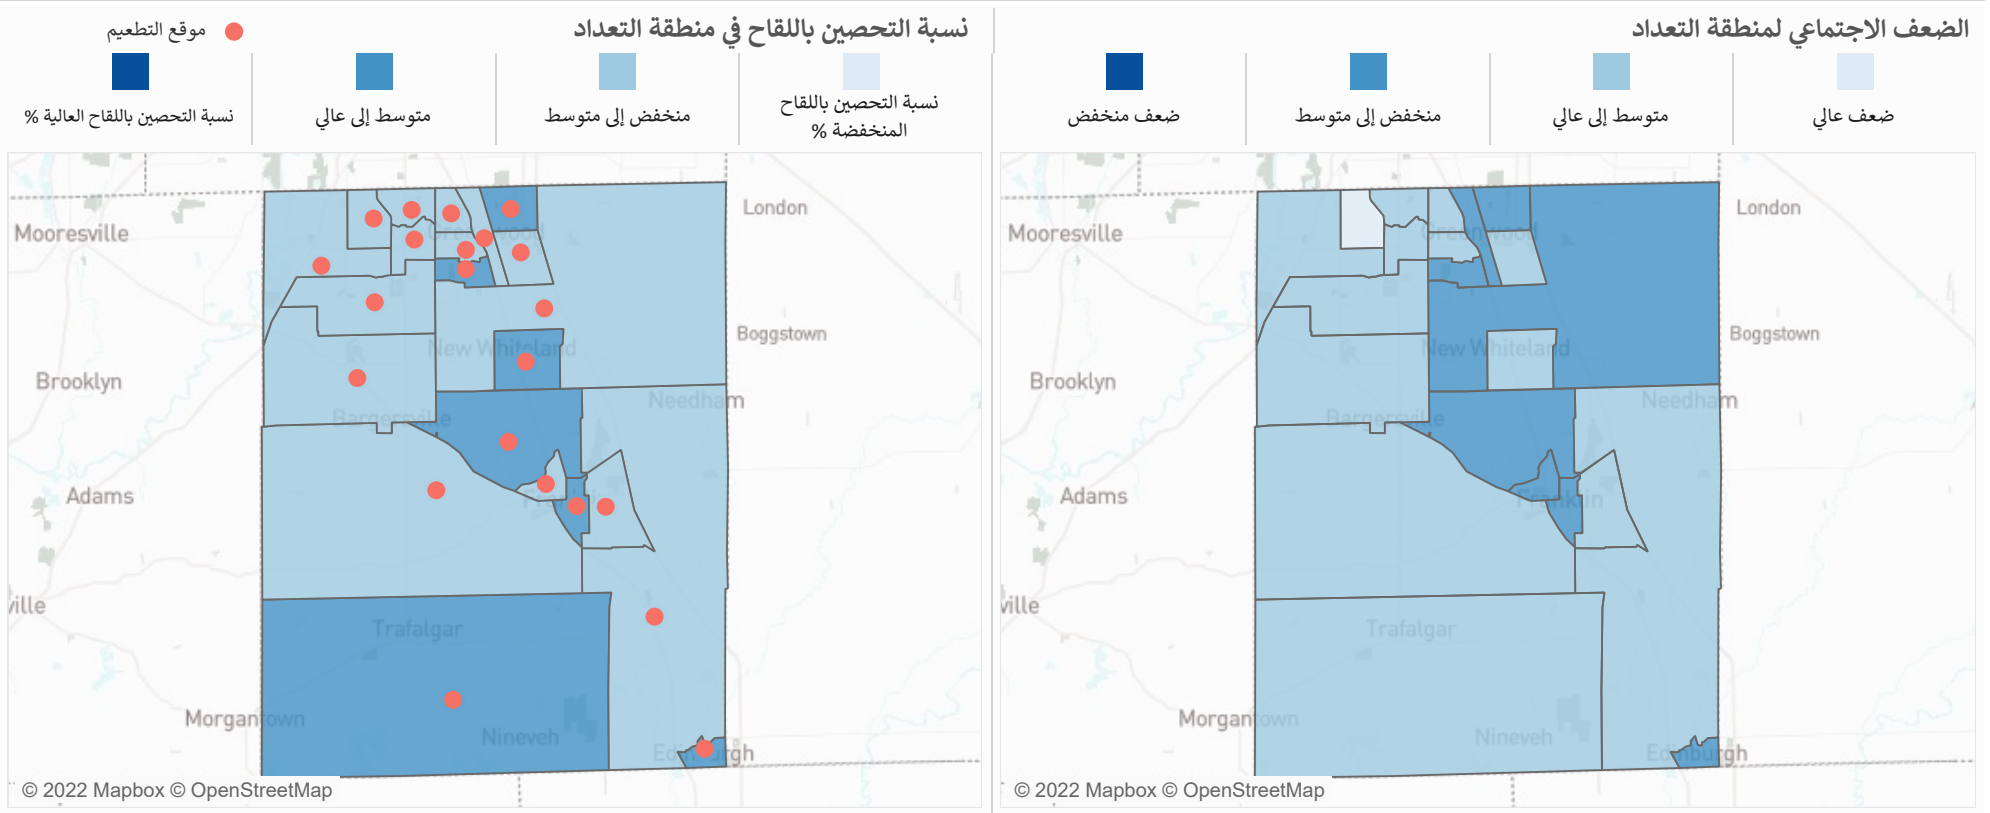 الضعف الاجتماعي لمنطقة التعداد
ضعف عالي
متوسط إلى عالي
منخفض إلى متوسط
ضعف منخفض
London
Mooresville
Greenwood
Boggstown
New Whiteland
Brooklyn
Needham
Bargersville
Adams
Franklin
ville
Trafalgar
Morgantown
Nineveh
Edinburgh
© 2022 Mapbox © OpenStreetMap
نسبة التحصين باللقاح في منطقة التعداد
موقع التطعيم
نسبة التحصين باللقاح
المنخفضة %
منخفض إلى متوسط
متوسط إلى عالي
نسبة التحصين باللقاح العالية %
London
Mooresville
Greenwood
Boggstown
New Whiteland
Brooklyn
Needham
Bargersville
Adams
Franklin
ville
Trafalgar
Morgantown
Nineveh
Edinburgh
© 2022 Mapbox © OpenStreetMap